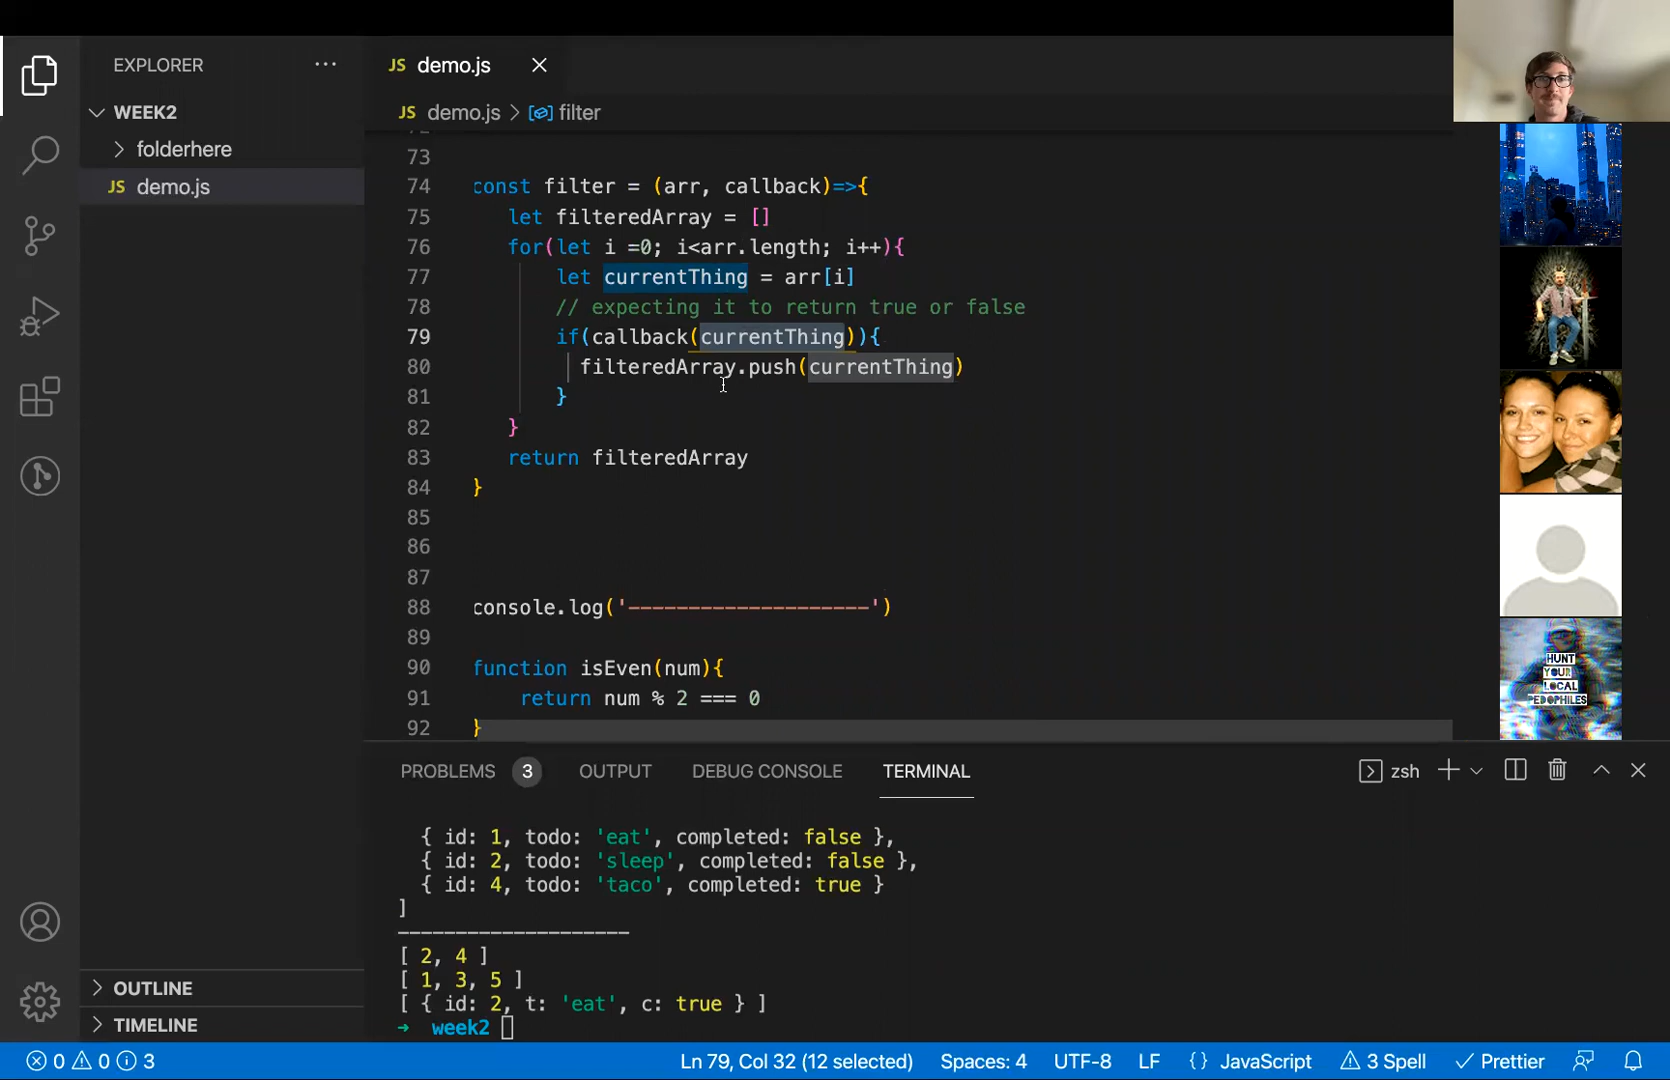 EXPLORER
JS demo.js
WEEK2
JS demo.js > filter
folderhere
JS demo.js
73
74 const filter = (arr, callback)=>{
75 let filteredArray = []
76 for(let i =0; i<arr.length; i++){
77 let currentThing = arr[i]
78 // expecting it to return true or false
79 if(callback(currentThing)){
80 filteredArray.push(currentThing)
81 }
82 }
83 return filteredArray
84 }
85
86
87
88 console.log('--------------------')
89
90 function isEven(num){
91 return num % 2 === 0
92 }
HUNT
YOUR
LOCAL
PEDOPHILES
PROBLEMS 3 OUTPUT DEBUG CONSOLE TERMINAL zsh
{ id: 1, todo: 'eat', completed: false },
{ id: 2, todo: 'sleep', completed: false },
{ id: 4, todo: 'taco', completed: true }
]
--------------------
[ 2, 4 ]
[ 1, 3, 5 ]
[ { id: 2, t: 'eat', c: true } ]
→ week2
OUTLINE
TIMELINE
0 0 3 Ln 79, Col 32 (12 selected) Spaces: 4 UTF-8 LF {} JavaScript 3 Spell Prettier